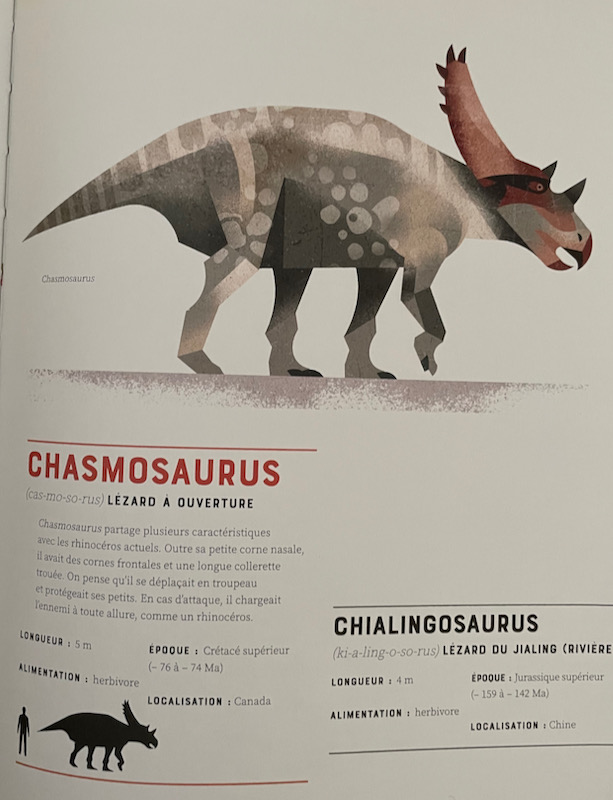 Chasmosaurus
CHASMOSAURUS
(cas-mo-so-rus) LÉZARD À OUVERTURE
Chasmosaurus partage plusieurs caractéristiques
avec les rhinocéros actuels. Outre sa petite corne nasale,
il avait des cornes frontales et une longue collerette
trouée. On pense qu'il se déplaçait en troupeau
et protégeait ses petits. En cas d'attaque, il chargeait
l'ennemi à toute allure, comme un rhinocéros.
LONGUEUR : 5 m
ALIMENTATION : herbivore
ÉPOQUE : Crétacé supérieur
(– 76 à – 74 Ma)
LOCALISATION : Canada
CHIALINGOSAURUS
(ki-a-ling-o-so-rus) LÉZARD DU JIALING (RIVIÈRE
LONGUEUR : 4 m
ALIMENTATION : herbivore
ÉPOQUE : Jurassique supérieur
(– 159 à – 142 Ma)
LOCALISATION : Chine